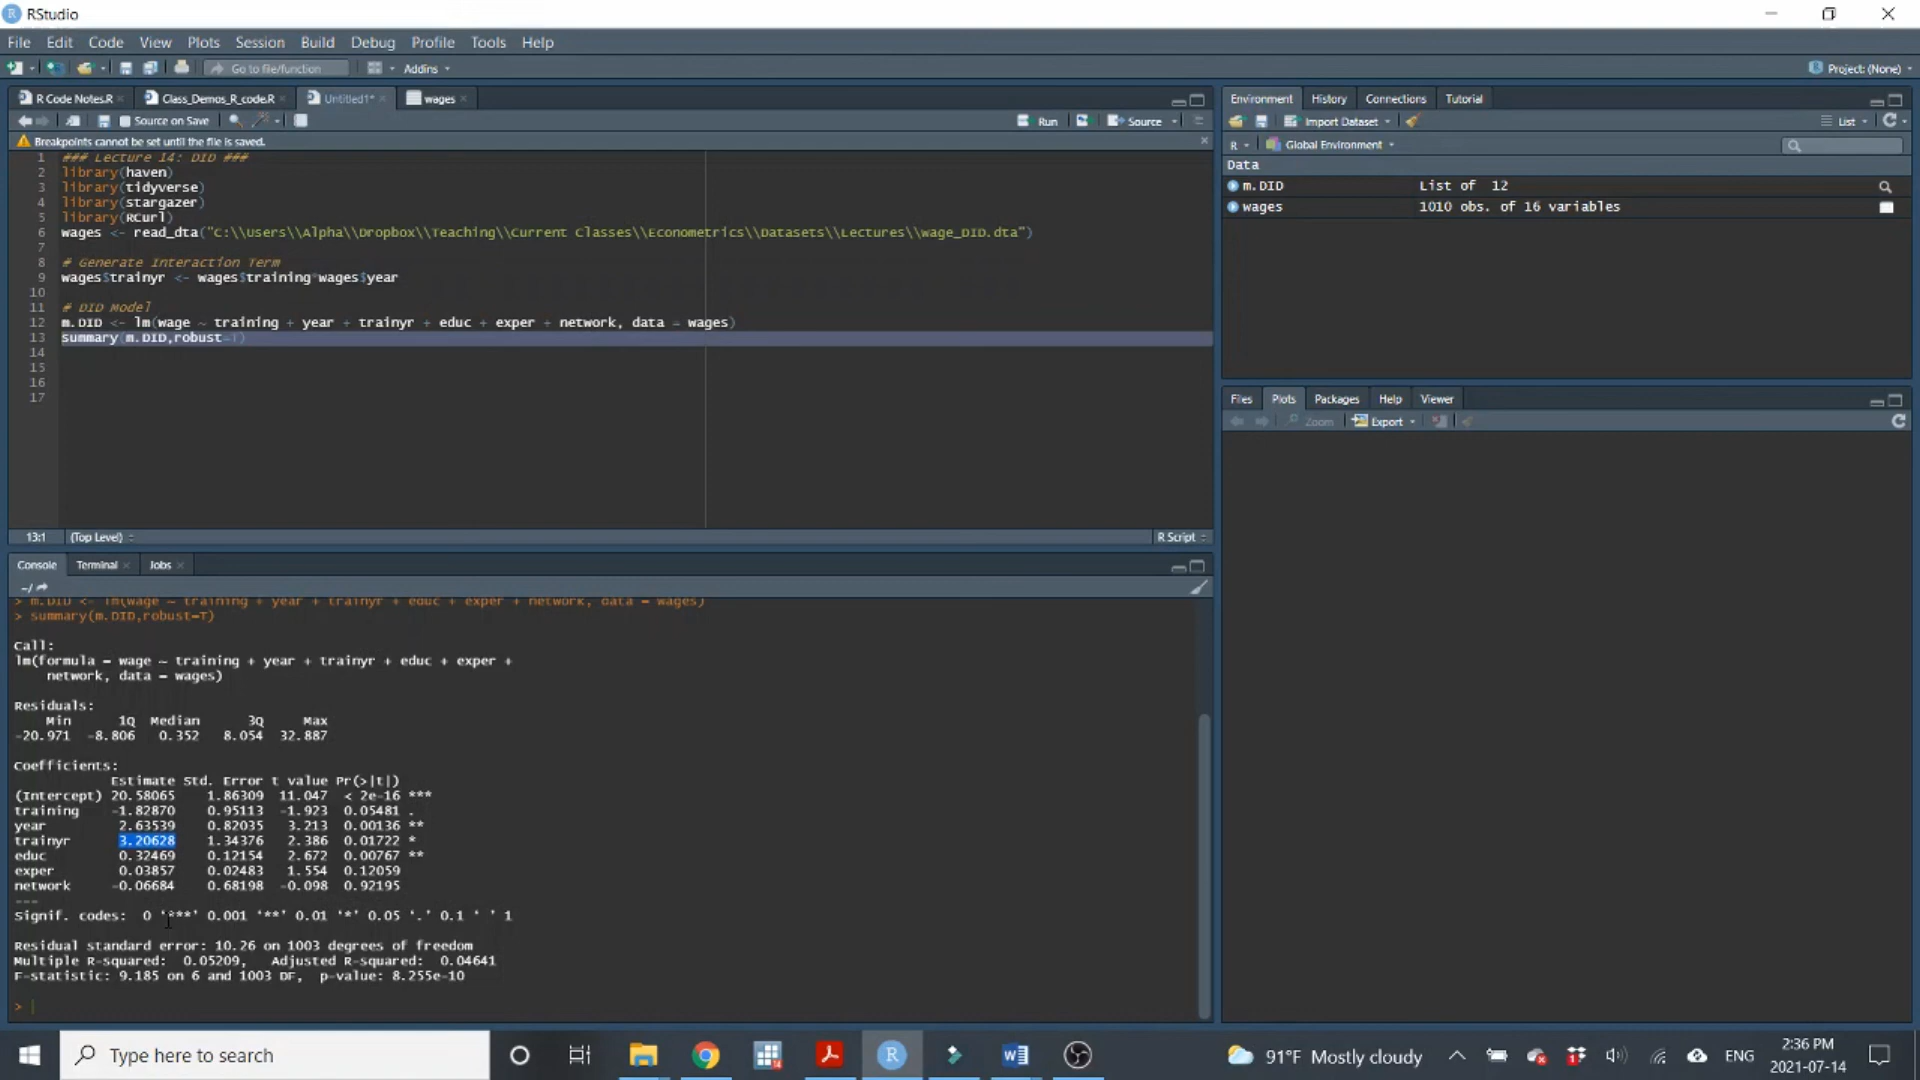 RStudio
File Edit Code View Plots Session Build Debug Profile Tools Help
Go to file/function Addins Project: (None)
R Code Notes.R Class_Demos_R_code.R Untitled1* wages
Source on Save Run Source
Breakpoints cannot be set until the file is saved.
1 ### Lecture 14: DID ###
2 library(haven)
3 library(tidyverse)
4 library(stargazer)
5 library(RCurl)
6 wages <- read_dta("C:\\Users\\Alpha\\Dropbox\\Teaching\\Current Classes\\Econometrics\\Datasets\\Lectures\\wage_DID.dta")
7
8 # Generate Interaction Term
9 wages$trainyr <- wages$training*wages$year
10
11 # DID Model
12 m.DID <- lm(wage ~ training + year + trainyr + educ + exper + network, data = wages)
13 summary(m.DID,robust=T)
14
15
16
17
13:1 (Top Level) R Script
Console Terminal Jobs
~/
> m.DID <- lm(wage ~ training + year + trainyr + educ + exper + network, data = wages)
> summary(m.DID,robust=T)
Call:
lm(formula = wage ~ training + year + trainyr + educ + exper +
network, data = wages)
Residuals:
Min 1Q Median 3Q Max
-20.971 -8.806 0.352 8.054 32.887
Coefficients:
Estimate Std. Error t value Pr(>|t|)
(Intercept) 20.58065 1.86309 11.047 < 2e-16 ***
training -1.82870 0.95113 -1.923 0.05481 .
year 2.63539 0.82035 3.213 0.00136 **
trainyr 3.20628 1.34376 2.386 0.01722 *
educ 0.32469 0.12154 2.672 0.00767 **
exper 0.03857 0.02483 1.554 0.12059
network -0.06684 0.68198 -0.098 0.92195
---
Signif. codes: 0 '***' 0.001 '**' 0.01 '*' 0.05 '.' 0.1 ' ' 1
Residual standard error: 10.26 on 1003 degrees of freedom
Multiple R-squared: 0.05209, Adjusted R-squared: 0.04641
F-statistic: 9.185 on 6 and 1003 DF, p-value: 8.255e-10
>
Environment History Connections Tutorial
Import Dataset List
R Global Environment
Data
m.DID List of 12
wages 1010 obs. of 16 variables
Files Plots Packages Help Viewer
Zoom Export
Type here to search
91°F Mostly cloudy ENG 2:36 PM
2021-07-14